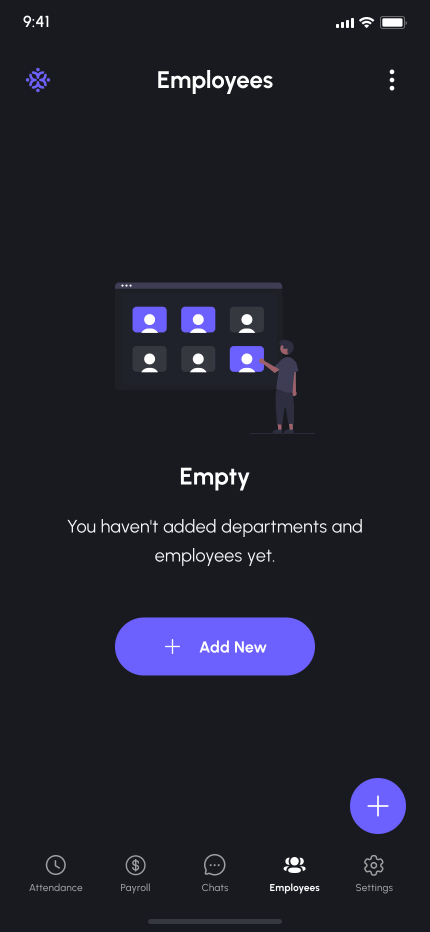 9:41
Employees
Empty
You haven't added departments and
employees yet.
Add New
Attendance
Payroll
Chats
Employees
Settings